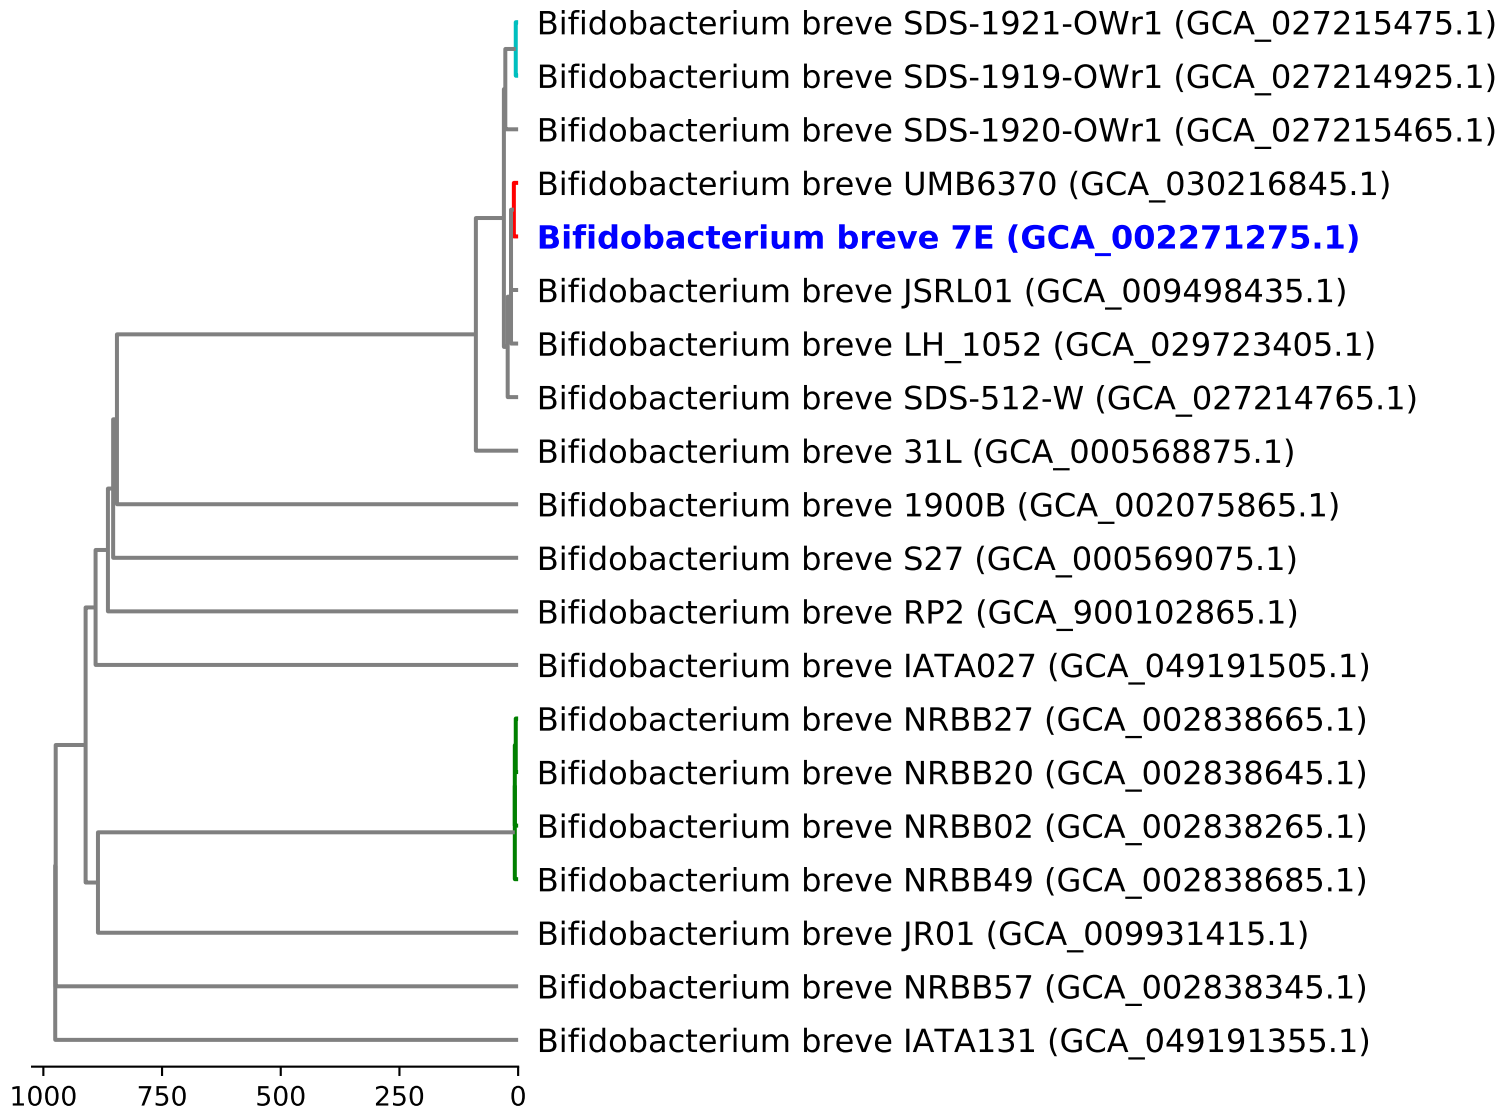 Bifidobacterium breve SDS-1921-OWr1 (GCA_027215475.1)
Bifidobacterium breve SDS-1919-OWr1 (GCA_027214925.1)
Bifidobacterium breve SDS-1920-OWr1 (GCA_027215465.1)
Bifidobacterium breve UMB6370 (GCA_030216845.1)
Bifidobacterium breve 7E (GCA_002271275.1)
Bifidobacterium breve JSRL01 (GCA_009498435.1)
Bifidobacterium breve LH_1052 (GCA_029723405.1)
Bifidobacterium breve SDS-512-W (GCA_027214765.1)
Bifidobacterium breve 31L (GCA_000568875.1)
Bifidobacterium breve 1900B (GCA_002075865.1)
Bifidobacterium breve S27 (GCA_000569075.1)
Bifidobacterium breve RP2 (GCA_900102865.1)
Bifidobacterium breve IATA027 (GCA_049191505.1)
Bifidobacterium breve NRBB27 (GCA_002838665.1)
Bifidobacterium breve NRBB20 (GCA_002838645.1)
Bifidobacterium breve NRBB02 (GCA_002838265.1)
Bifidobacterium breve NRBB49 (GCA_002838685.1)
Bifidobacterium breve JR01 (GCA_009931415.1)
Bifidobacterium breve NRBB57 (GCA_002838345.1)
Bifidobacterium breve IATA131 (GCA_049191355.1)
1000 750 500 250 0